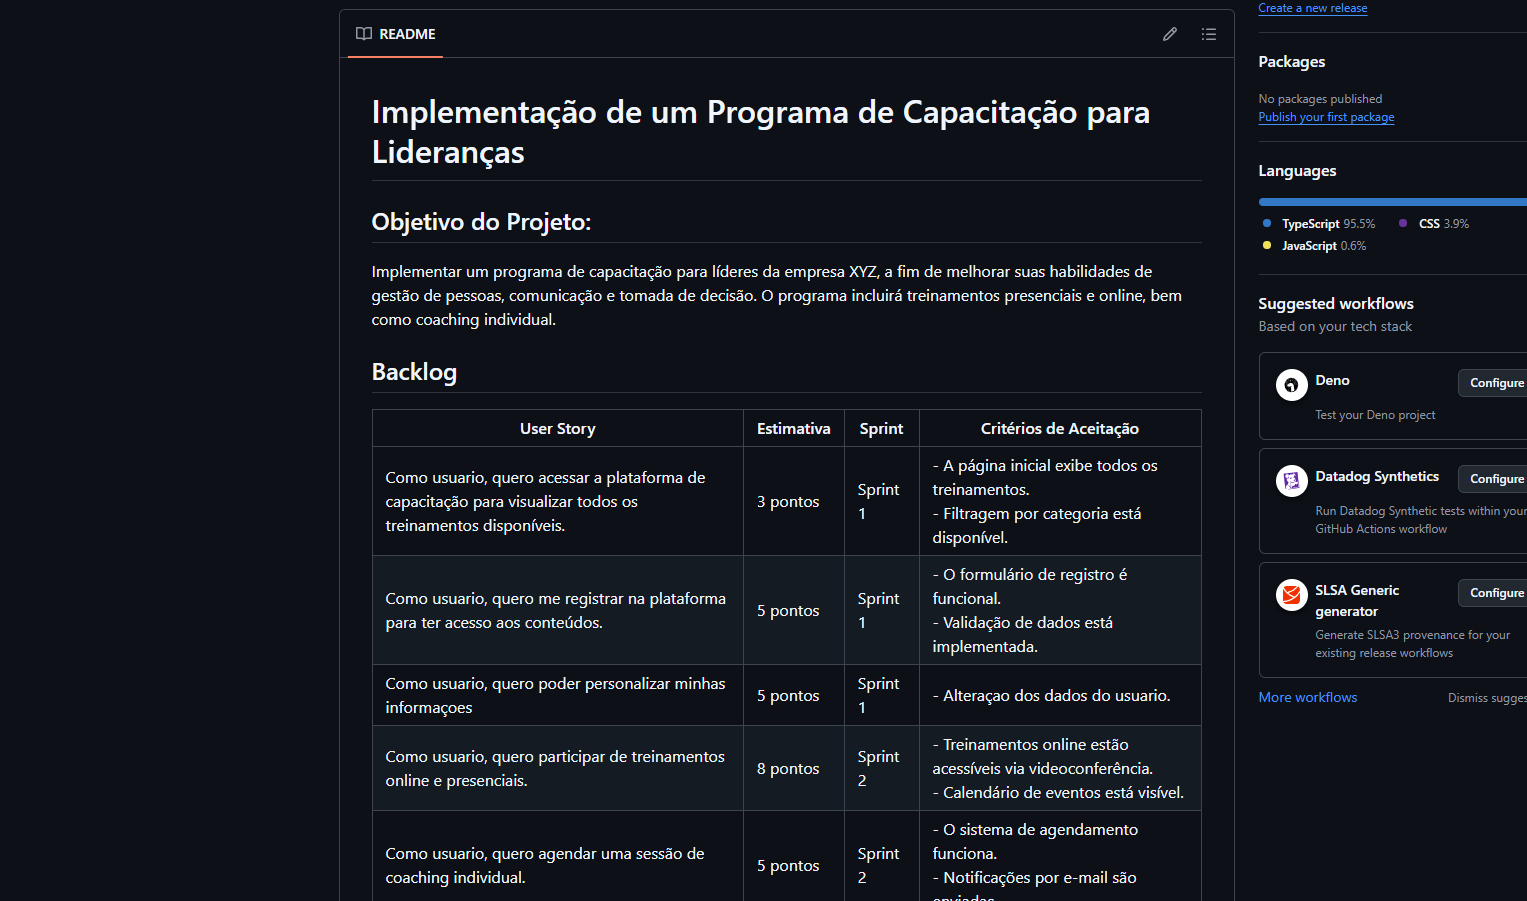 README
Implementação de um Programa de Capacitação para
Lideranças
Objetivo do Projeto:
Implementar um programa de capacitação para líderes da empresa XYZ, a fim de melhorar suas habilidades de
gestão de pessoas, comunicação e tomada de decisão. O programa incluirá treinamentos presenciais e online, bem
como coaching individual.
Backlog
User Story
Estimativa
Sprint
Critérios de Aceitação
Como usuario, quero acessar a plataforma de
capacitação para visualizar todos os
treinamentos disponíveis.
3 pontos
Sprint
1
- A página inicial exibe todos os
treinamentos.
- Filtragem por categoria está
disponível.
Como usuario, quero me registrar na plataforma
para ter acesso aos conteúdos.
5 pontos
Sprint
1
- O formulário de registro é
funcional.
- Validação de dados está
implementada.
Como usuario, quero poder personalizar minhas
informaçoes
5 pontos
Sprint
1
- Alteraçao dos dados do usuario.
Como usuario, quero participar de treinamentos
online e presenciais.
8 pontos
Sprint
2
- Treinamentos online estão
acessíveis via videoconferência.
- Calendário de eventos está visível.
Como usuario, quero agendar uma sessão de
coaching individual.
5 pontos
Sprint
2
- O sistema de agendamento
funciona.
- Notificações por e-mail são
Create a new release
Packages
No packages published
Publish your first package
Languages
TypeScript 95.5%
CSS 3.9%
JavaScript 0.6%
Suggested workflows
Based on your tech stack
Deno
Configure
Test your Deno project
Datadog Synthetics
Configure
Run Datadog Synthetic tests within your
GitHub Actions workflow
SLSA Generic
generator
Configure
Generate SLSA3 provenance for your
existing release workflows
More workflows
Dismiss sugges